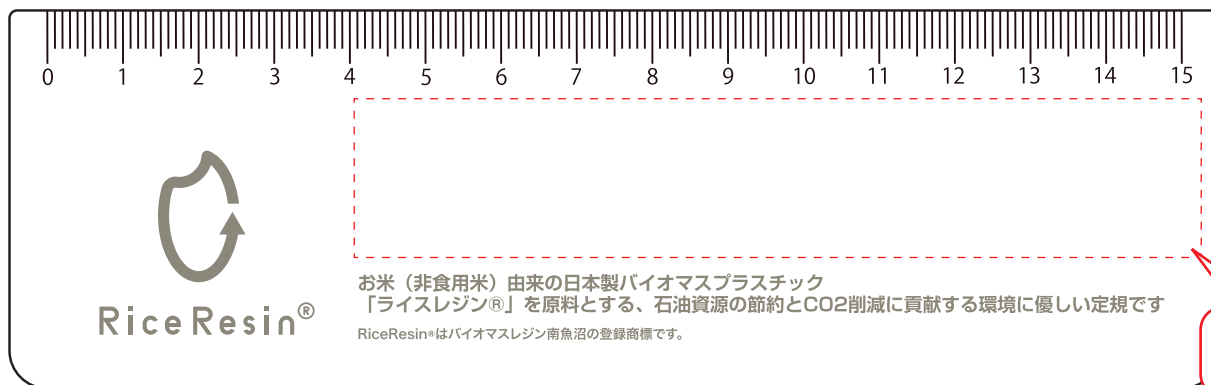 0 1 2 3 4 5 6 7 8 9 10 11 12 13 14 15
RiceResin®
お米（非食用米）由来の日本製バイオマスプラスチック
「ライスレジン®」を原料とする、石油資源の節約とCO2削減に貢献する環境に優しい定規です
RiceResin®はバイオマスレジン南魚沼の登録商標です。